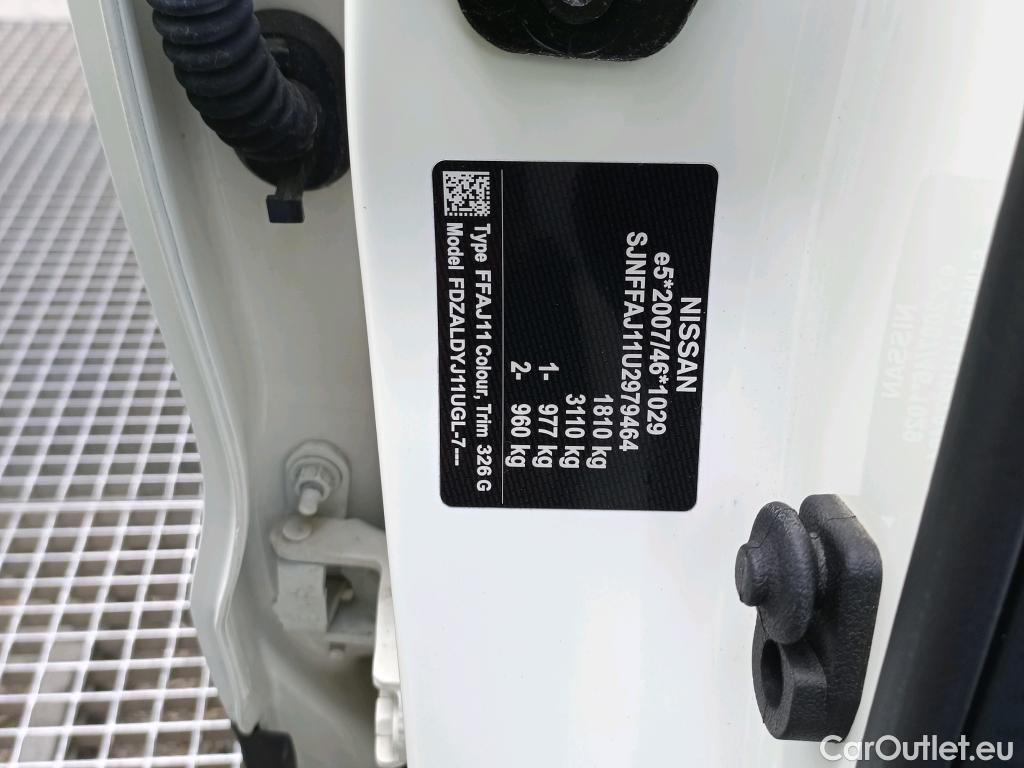 NISSAN
e5*2007/46*1029
SJNFFAJ11U2979464
1810 kg
3110 kg
1- 977 kg
2- 960 kg
Type FFAJ11 Colour, Trim 326 G
Model FDZALDYJ11UGL-7---
CarOutlet.eu